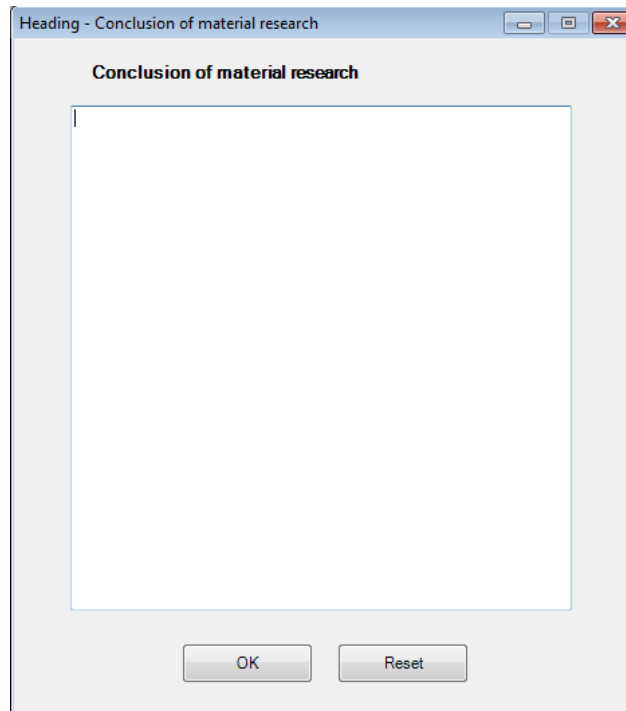 Heading - Conclusion of material research
Conclusion of material research
OK
Reset